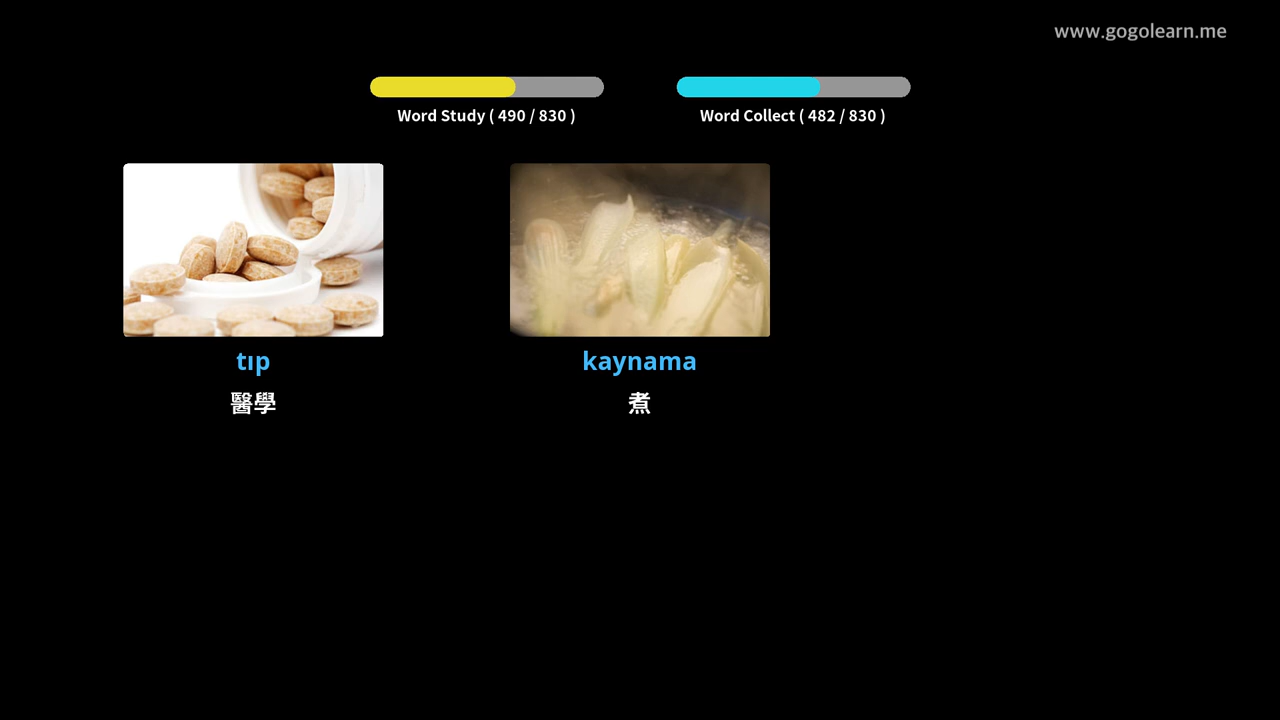 www.gogolearn.me
Word Study ( 490 / 830 )
Word Collect ( 482 / 830 )
tıp
kaynama
醫學
煮